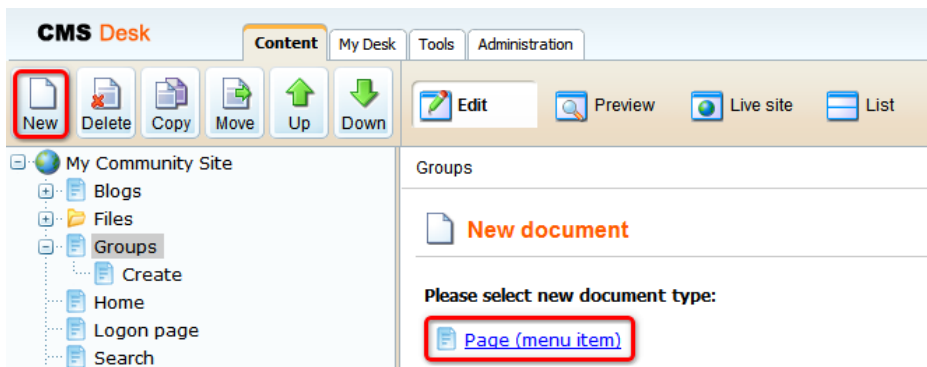 CMS Desk
Content My Desk Tools Administration
New Delete Copy Move Up Down Edit Preview Live site List
My Community Site
Blogs
Files
Groups
Create
Home
Logon page
Search
Groups
New document
Please select new document type:
Page (menu item)